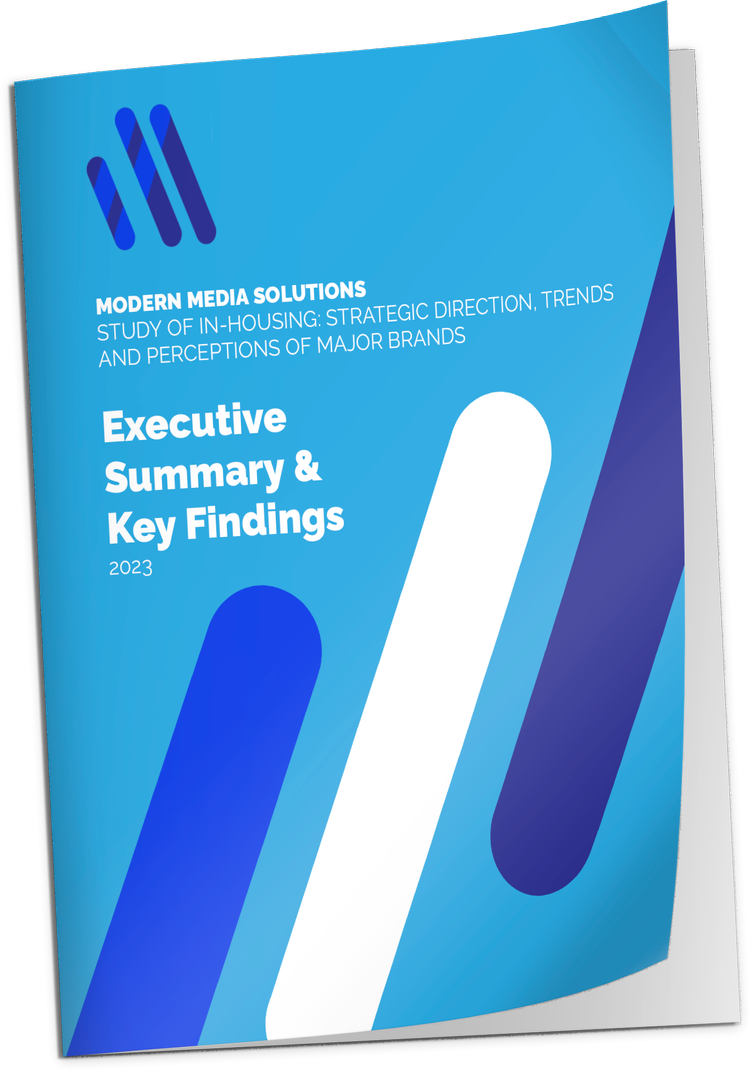 MODERN MEDIA SOLUTIONS
STUDY OF IN-HOUSING: STRATEGIC DIRECTION, TRENDS
AND PERCEPTIONS OF MAJOR BRANDS
Executive
Summary &
Key Findings
2023